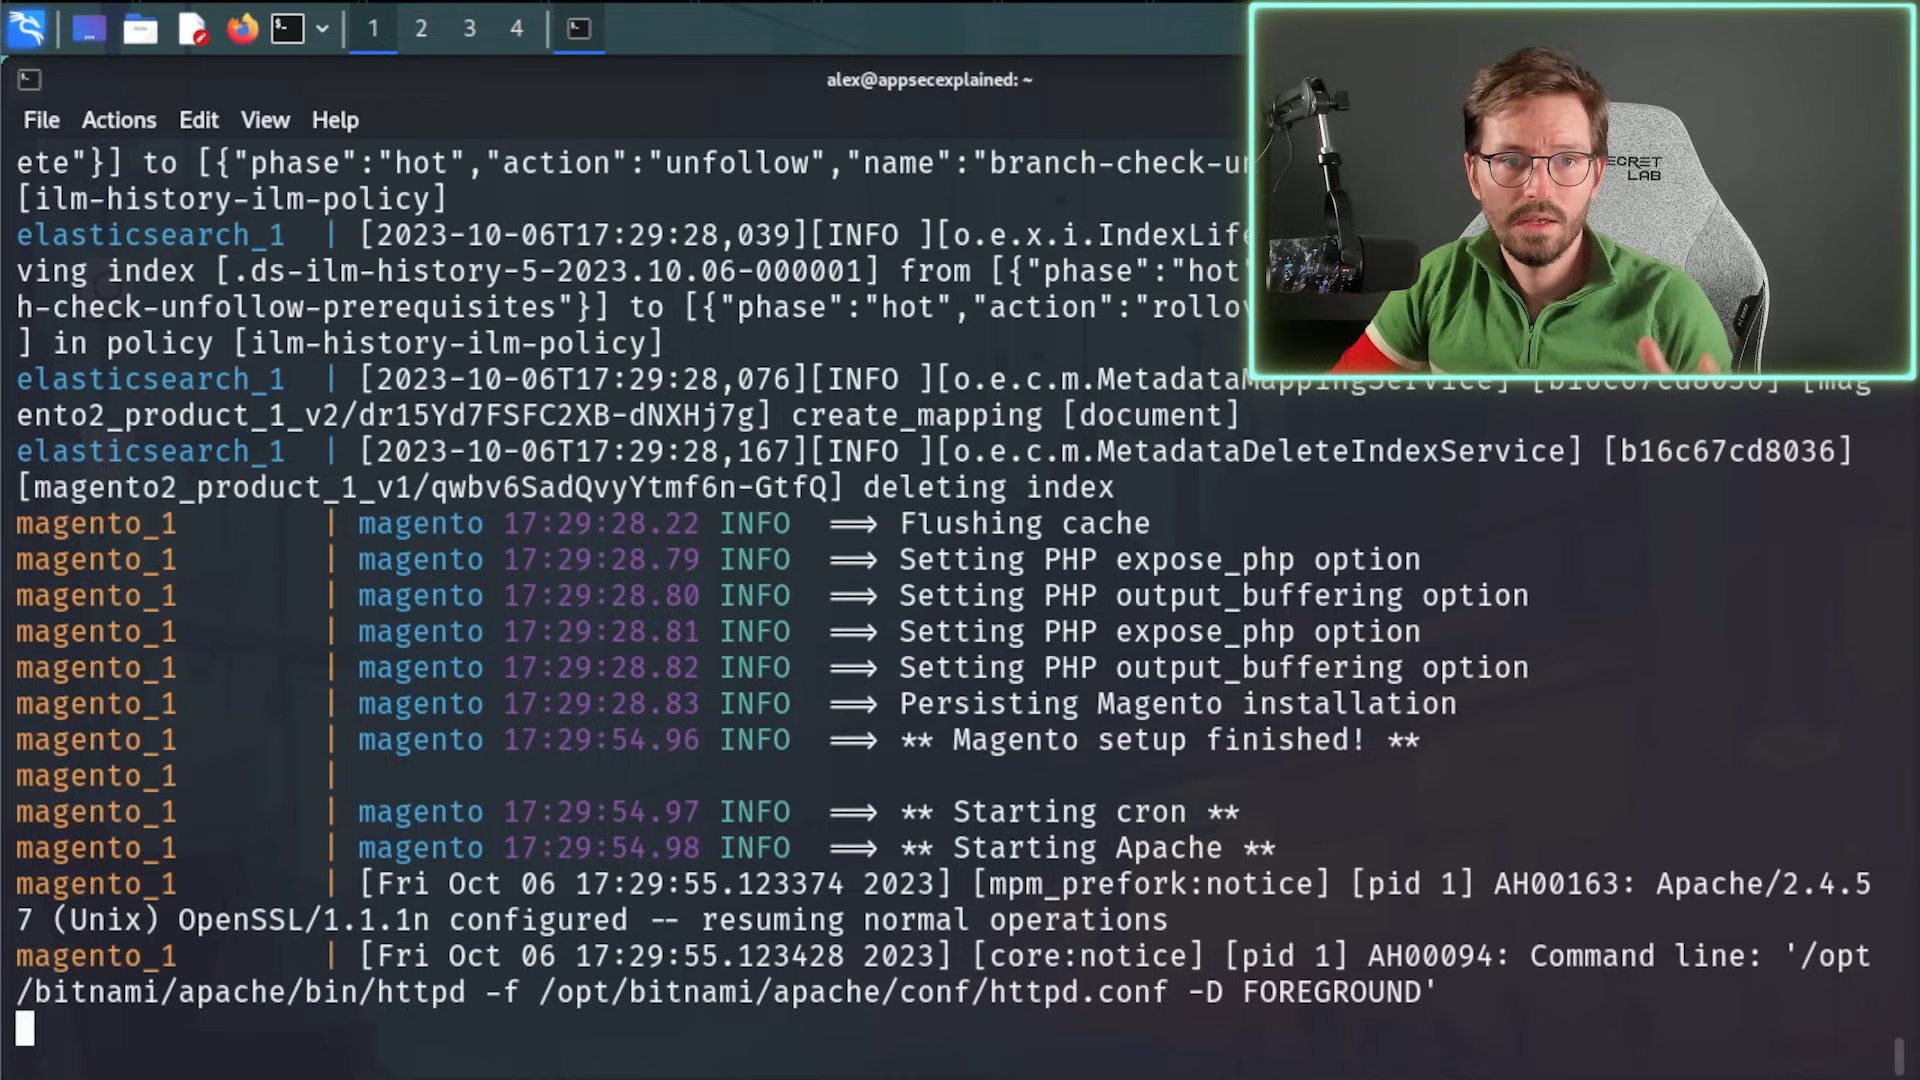 1 2 3 4
alex@appsecexplained: ~
File Actions Edit View Help
ete"}] to [{"phase":"hot","action":"unfollow","name":"branch-check-u
[ilm-history-ilm-policy]
elasticsearch_1 | [2023-10-06T17:29:28,039][INFO ][o.e.x.i.IndexLife
ving index [.ds-ilm-history-5-2023.10.06-000001] from [{"phase":"hot"
h-check-unfollow-prerequisites"}] to [{"phase":"hot","action":"rollov
] in policy [ilm-history-ilm-policy]
elasticsearch_1 | [2023-10-06T17:29:28,076][INFO ][o.e.c.m.MetadataMappingService] [b16c67cd8036] [mag
ento2_product_1_v2/dr15Yd7FSFC2XB-dNXHj7g] create_mapping [document]
elasticsearch_1 | [2023-10-06T17:29:28,167][INFO ][o.e.c.m.MetadataDeleteIndexService] [b16c67cd8036]
[magento2_product_1_v1/qwbv6SadQvyYtmf6n-GtfQ] deleting index
magento_1 | magento 17:29:28.22 INFO ==> Flushing cache
magento_1 | magento 17:29:28.79 INFO ==> Setting PHP expose_php option
magento_1 | magento 17:29:28.80 INFO ==> Setting PHP output_buffering option
magento_1 | magento 17:29:28.81 INFO ==> Setting PHP expose_php option
magento_1 | magento 17:29:28.82 INFO ==> Setting PHP output_buffering option
magento_1 | magento 17:29:28.83 INFO ==> Persisting Magento installation
magento_1 | magento 17:29:54.96 INFO ==> ** Magento setup finished! **
magento_1 |
magento_1 | magento 17:29:54.97 INFO ==> ** Starting cron **
magento_1 | magento 17:29:54.98 INFO ==> ** Starting Apache **
magento_1 | [Fri Oct 06 17:29:55.123374 2023] [mpm_prefork:notice] [pid 1] AH00163: Apache/2.4.5
7 (Unix) OpenSSL/1.1.1n configured -- resuming normal operations
magento_1 | [Fri Oct 06 17:29:55.123428 2023] [core:notice] [pid 1] AH00094: Command line: '/opt
/bitnami/apache/bin/httpd -f /opt/bitnami/apache/conf/httpd.conf -D FOREGROUND'
ECRET
LAB